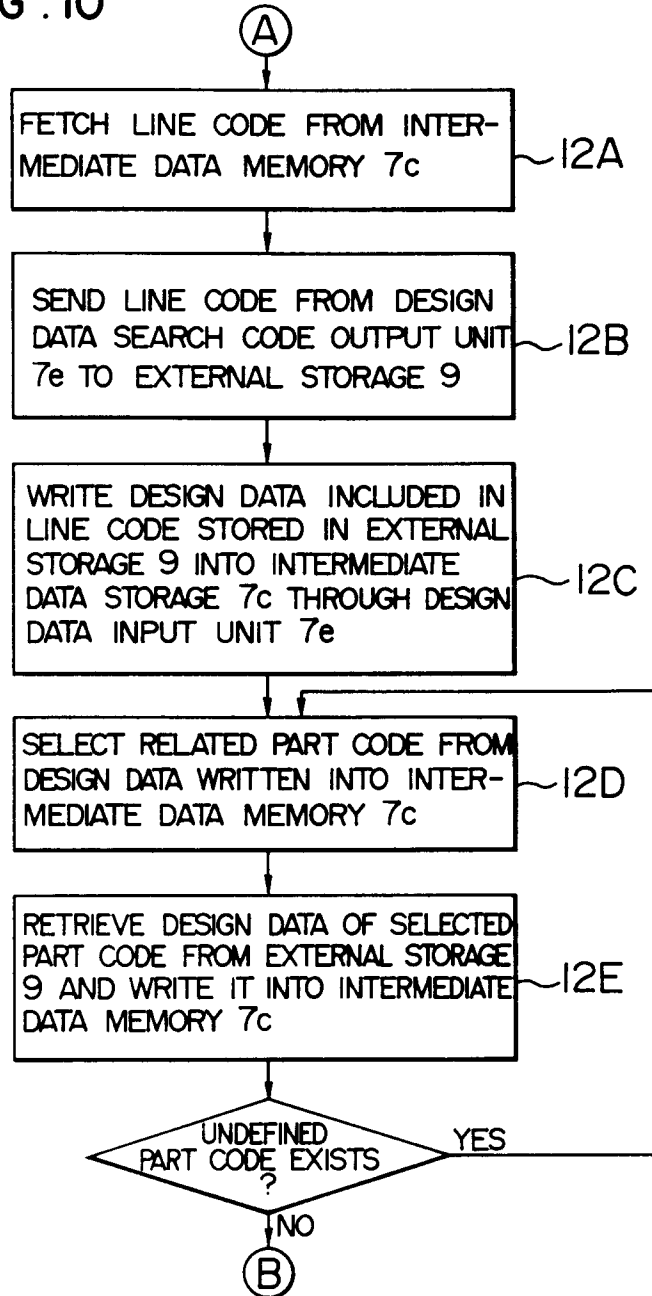 G . 10
A
FETCH LINE CODE FROM INTER-
MEDIATE DATA MEMORY 7c
12A
SEND LINE CODE FROM DESIGN
DATA SEARCH CODE OUTPUT UNIT
7e TO EXTERNAL STORAGE 9
12B
WRITE DESIGN DATA INCLUDED IN
LINE CODE STORED IN EXTERNAL
STORAGE 9 INTO INTERMEDIATE
DATA STORAGE 7c THROUGH DESIGN
DATA INPUT UNIT 7e
12C
SELECT RELATED PART CODE FROM
DESIGN DATA WRITTEN INTO INTER-
MEDIATE DATA MEMORY 7c
12D
RETRIEVE DESIGN DATA OF SELECTED
PART CODE FROM EXTERNAL STORAGE
9 AND WRITE IT INTO INTERMEDIATE
DATA MEMORY 7c
12E
UNDEFINED
PART CODE EXISTS
?
YES
NO
B